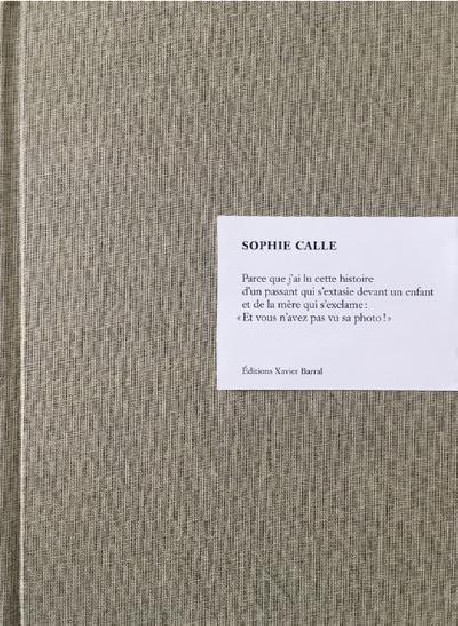 SOPHIE CALLE
Parce que j'ai lu cette histoire
d'un passant qui s'extasie devant un enfant
et de la mère qui s'exclame :
« Et vous n'avez pas vu sa photo ! »
Éditions Xavier Barral